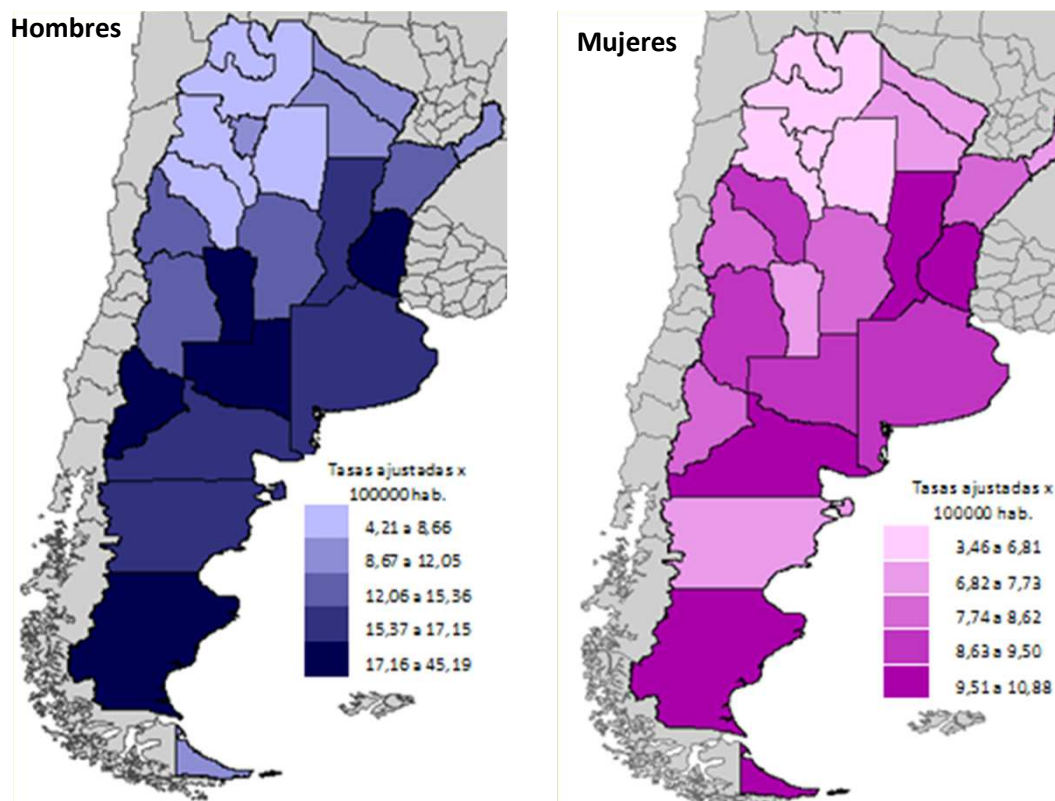 Hombres
Tasas ajustadas x
100000 hab.
4,21 a 8,66
8,67 a 12,05
12,06 a 15,36
15,37 a 17,15
17,16 a 45,19
Mujeres
Tasas ajustadas x
100000 hab.
3,46 a 6,81
6,82 a 7,73
7,74 a 8,62
8,63 a 9,50
9,51 a 10,88